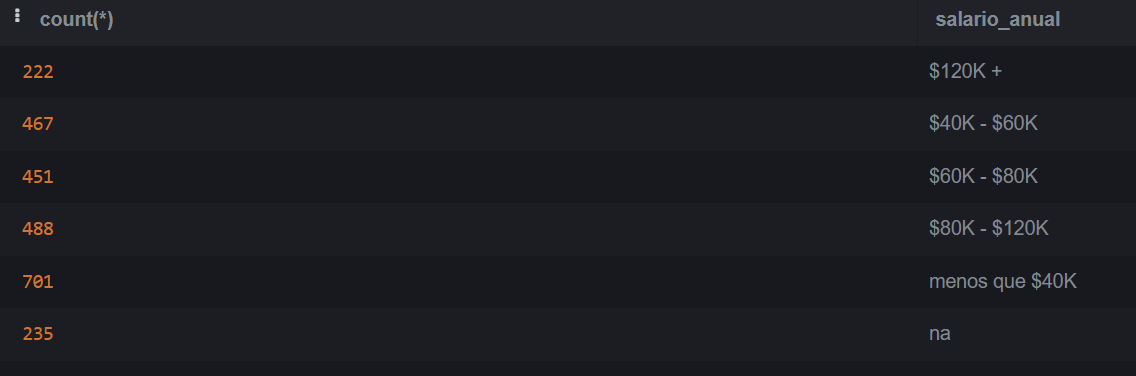 count(*) salario_anual
222 $120K +
467 $40K - $60K
451 $60K - $80K
488 $80K - $120K
701 menos que $40K
235 na